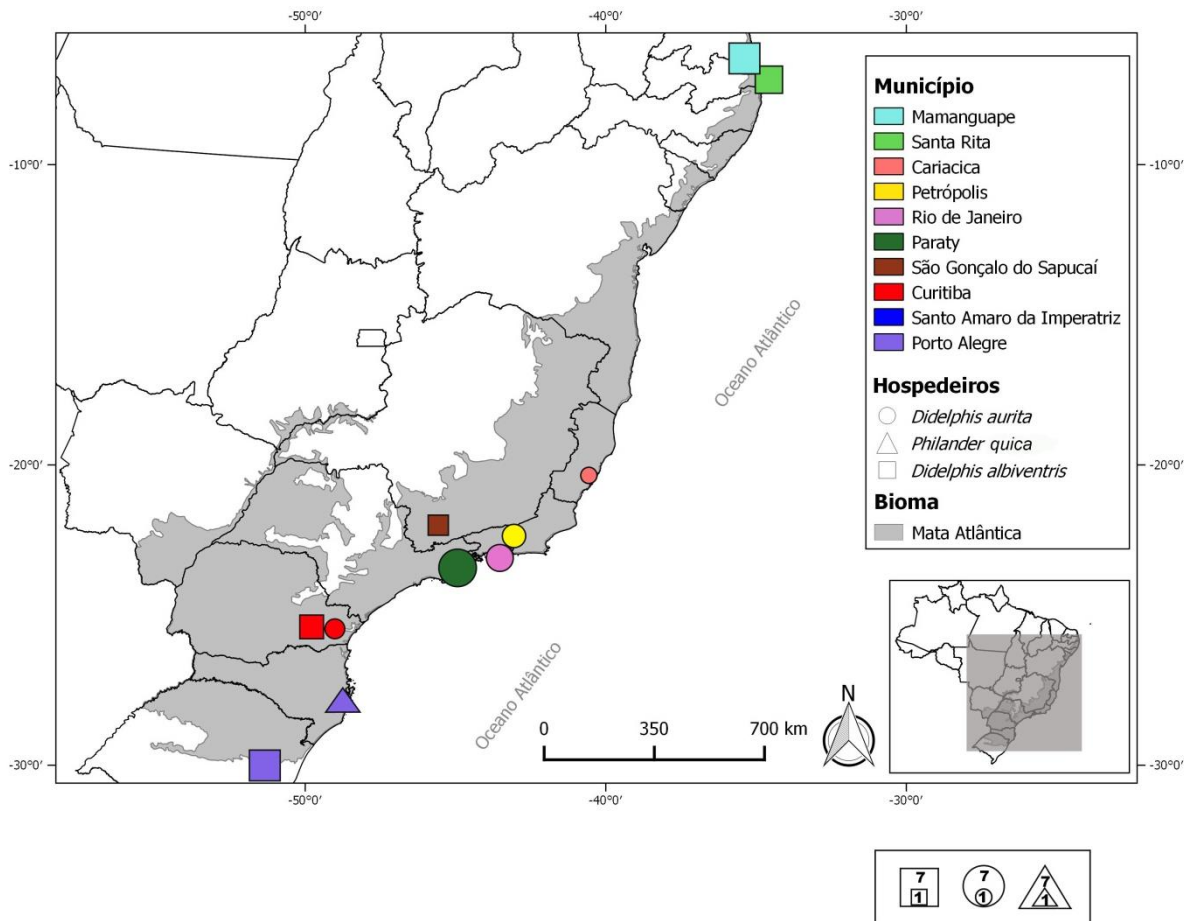 -50°0'
-40°0'
-30°0'
-10°0'
-10°0'
-20°0'
-20°0'
-30°0'
-30°0'
-50°0'
-40°0'
-30°0'
Oceano Atlântico
Oceano Atlântico
Município
Mamanguape
Santa Rita
Cariacica
Petrópolis
Rio de Janeiro
Paraty
São Gonçalo do Sapucaí
Curitiba
Santo Amaro da Imperatriz
Porto Alegre
Hospedeiros
Didelphis aurita
Philander quica
Didelphis albiventris
Bioma
Mata Atlântica
0 350 700 km
N
7 7 7
1 1 1